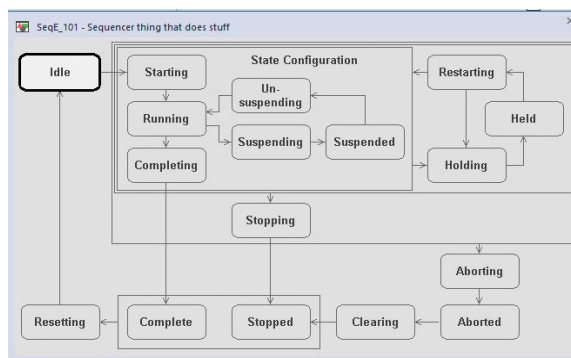 SeqE_101 - Sequencer thing that does stuff
Idle
Starting
State Configuration
Restarting
Un-
suspending
Running
Held
Suspending
Suspended
Completing
Holding
Stopping
Aborting
Resetting
Complete
Stopped
Clearing
Aborted